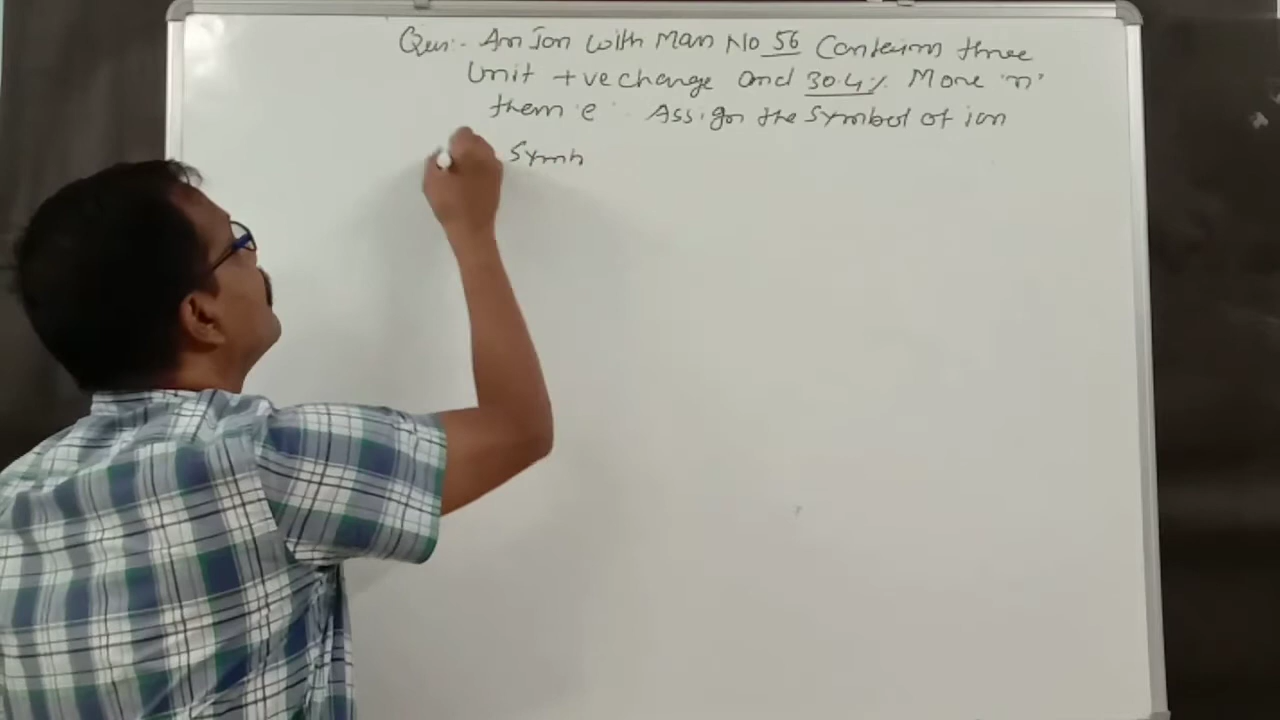 Ques:- An Ion with Mass No 56 Contains three
Unit +ve charge and 30.4% More 'n'
them e Assign the Symbol of ion
Symb